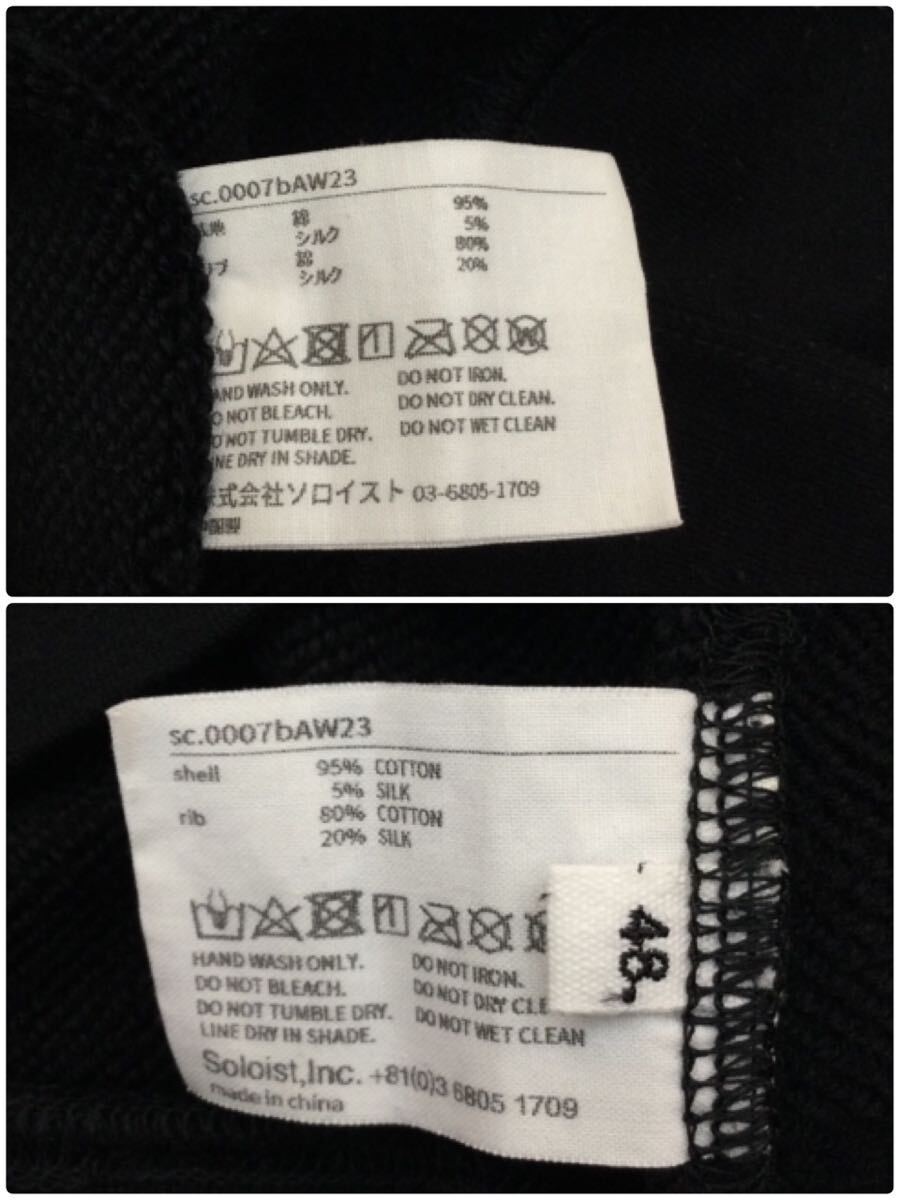 sc.0007bAW23
綿 95%
シルク 5%
リブ 綿 80%
シルク 20%
HAND WASH ONLY.
DO NOT BLEACH.
DO NOT TUMBLE DRY.
LINE DRY IN SHADE.
DO NOT IRON.
DO NOT DRY CLEAN.
DO NOT WET CLEAN
株式会社ソロイスト 03-6805-1709
sc.0007bAW23
shell 95% COTTON
5% SILK
rib 80% COTTON
20% SILK
HAND WASH ONLY.
DO NOT BLEACH.
DO NOT TUMBLE DRY.
LINE DRY IN SHADE.
DO NOT IRON.
DO NOT DRY CLE
DO NOT WET CLEAN
Soloist,Inc. +81(0)3 6805 1709
made in china
48